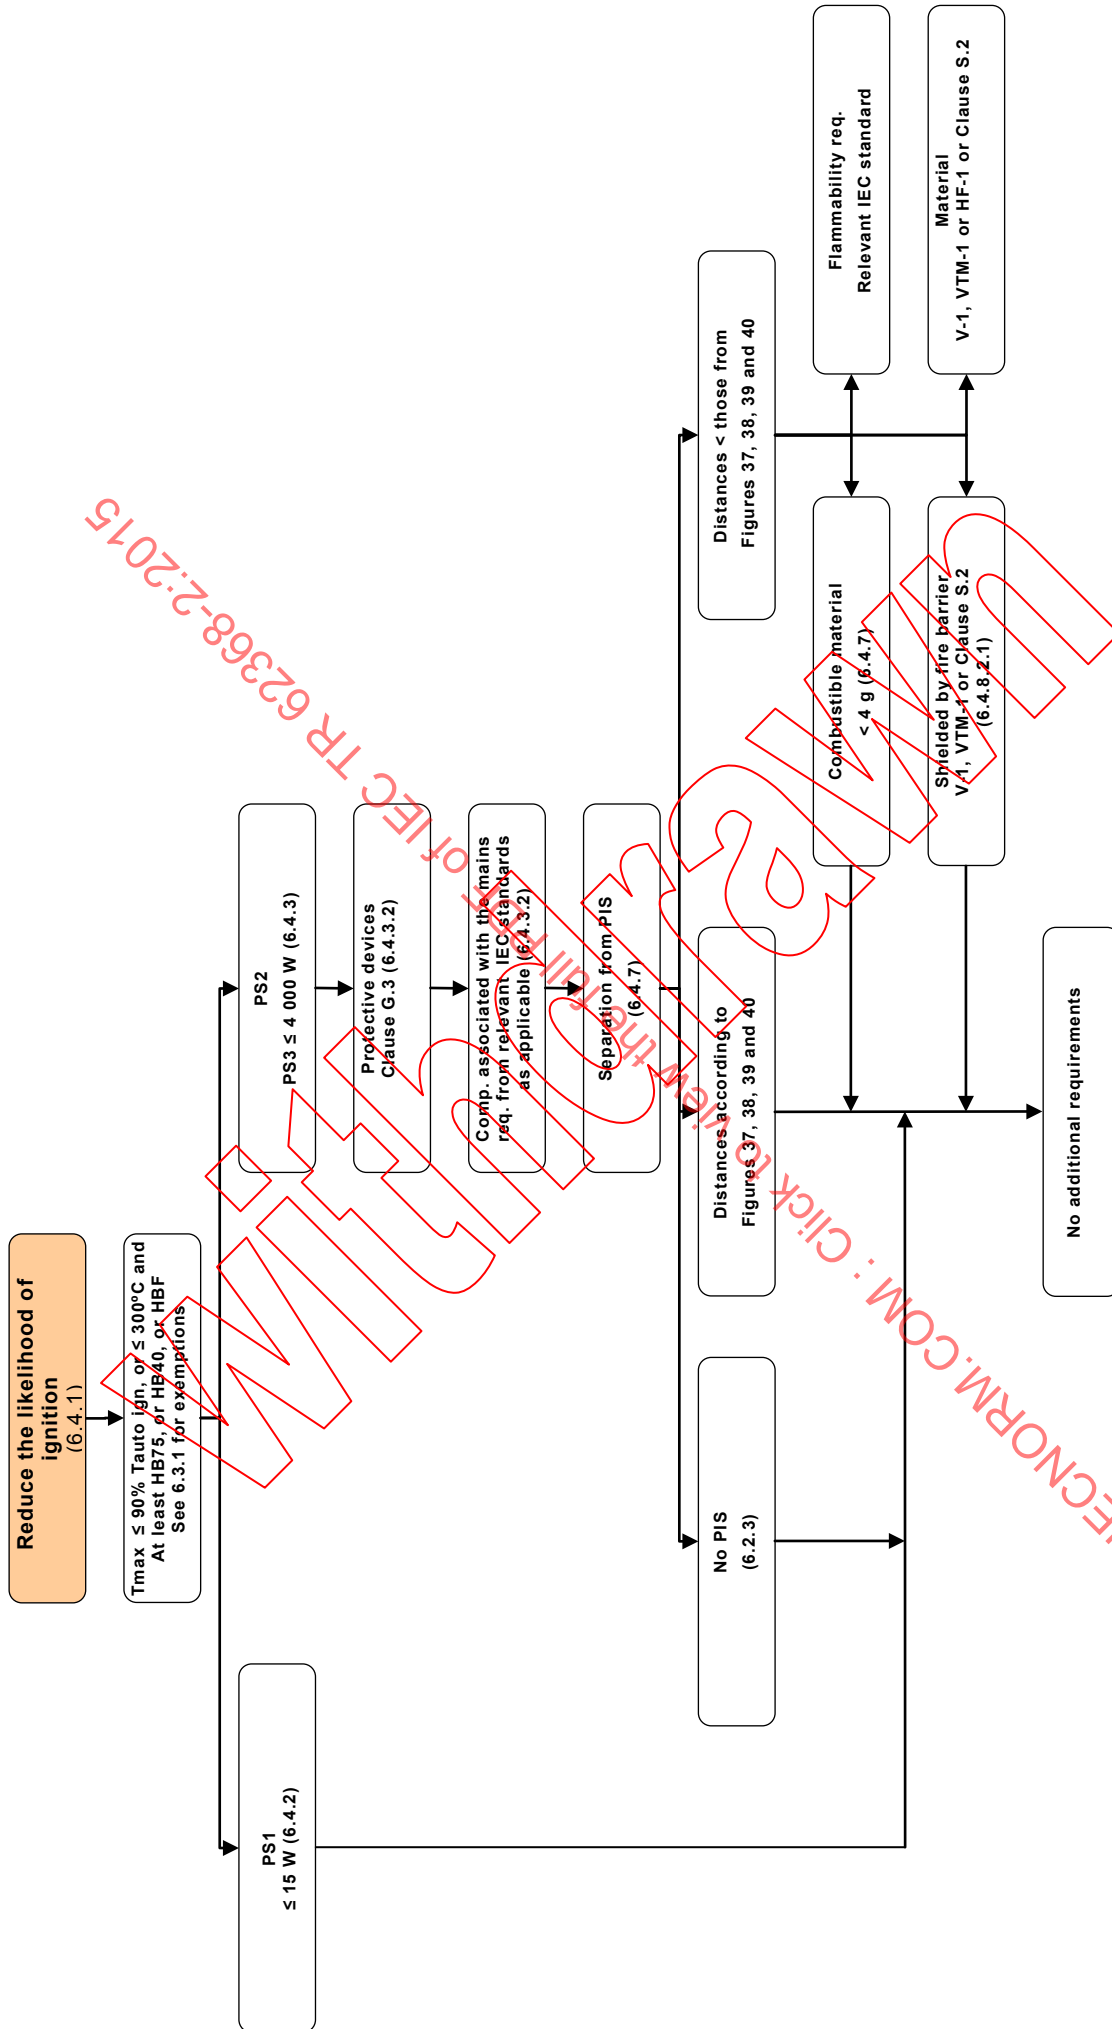 Reduce the likelihood of
ignition
(6.4.1)
Tmax ≤ 90% Tauto ign, or ≤ 300ºC and
At least HB75, or HB40, or HBF
See 6.3.1 for exemptions
PS1
≤ 15 W (6.4.2)
PS2
PS3 ≤ 4 000 W (6.4.3)
Protective devices
Clause G.3 (6.4.3.2)
Comp. associated with the mains
req. from relevant IEC standards
as applicable (6.4.3.2)
Separation from PIS
(6.4.7)
No PIS
(6.2.3)
Distances according to
Figures 37, 38, 39 and 40
Distances < those from
Figures 37, 38, 39 and 40
Combustible material
< 4 g (6.4.7)
Flammability req.
Relevant IEC standard
Shielded by fire barrier
V-1, VTM-1 or Clause S.2
(6.4.8.2.1)
Material
V-1, VTM-1 or HF-1 or Clause S.2
No additional requirements
IECNORM.COM : Click to view the full PDF of IEC TR 62368-2:2015
Withdrawn